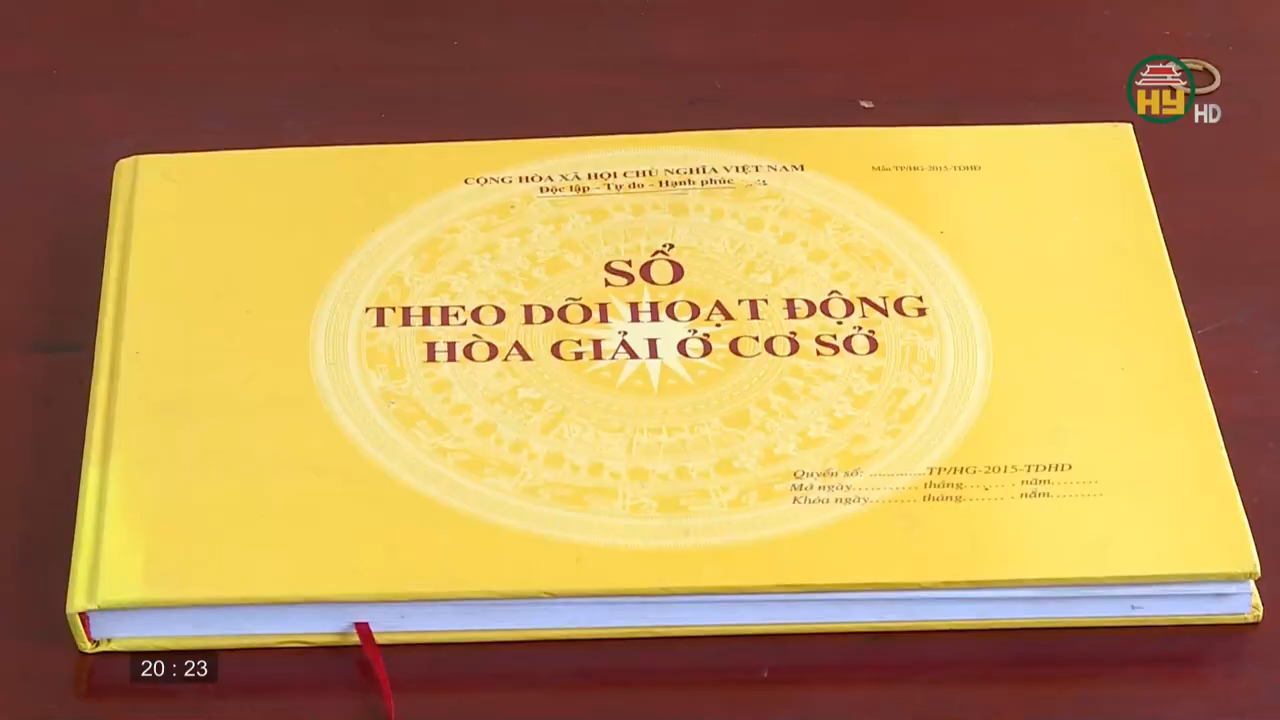 HY HD
CỘNG HÒA XÃ HỘI CHỦ NGHĨA VIỆT NAM
Độc lập - Tự do - Hạnh phúc
Mẫu TP/HG-2015-TDHD
SỔ
THEO DÕI HOẠT ĐỘNG
HÒA GIẢI Ở CƠ SỞ
Quyển số: ............TP/HG-2015-TDHD
Mở ngày............ tháng......... năm.........
Khóa ngày......... tháng......... năm.........
20 : 23